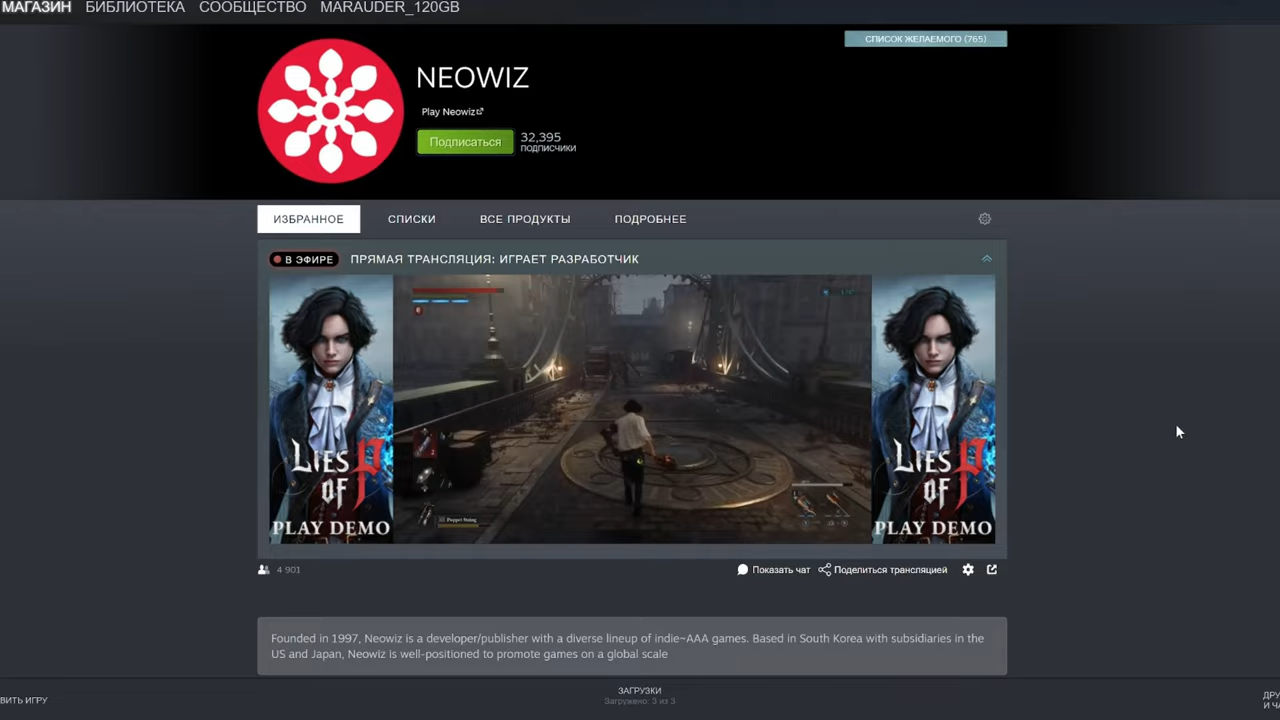 МАГАЗИН БИБЛИОТЕКА СООБЩЕСТВО MARAUDER_120GB
СПИСОК ЖЕЛАЕМОГО (765)
NEOWIZ
Play Neowiz
Подписаться
32,395
ПОДПИСЧИКИ
ИЗБРАННОЕ СПИСКИ ВСЕ ПРОДУКТЫ ПОДРОБНЕЕ
В ЭФИРЕ ПРЯМАЯ ТРАНСЛЯЦИЯ: ИГРАЕТ РАЗРАБОТЧИК
LIES OF P
PLAY DEMO
2
Puppet String
LIES OF P
PLAY DEMO
4 901
Показать чат Поделиться трансляцией
Founded in 1997, Neowiz is a developer/publisher with a diverse lineup of indie~AAA games. Based in South Korea with subsidiaries in the
US and Japan, Neowiz is well-positioned to promote games on a global scale
ВИТЬ ИГРУ
ЗАГРУЗКИ
Загружено: 3 из 3
ДРУ
И ЧА